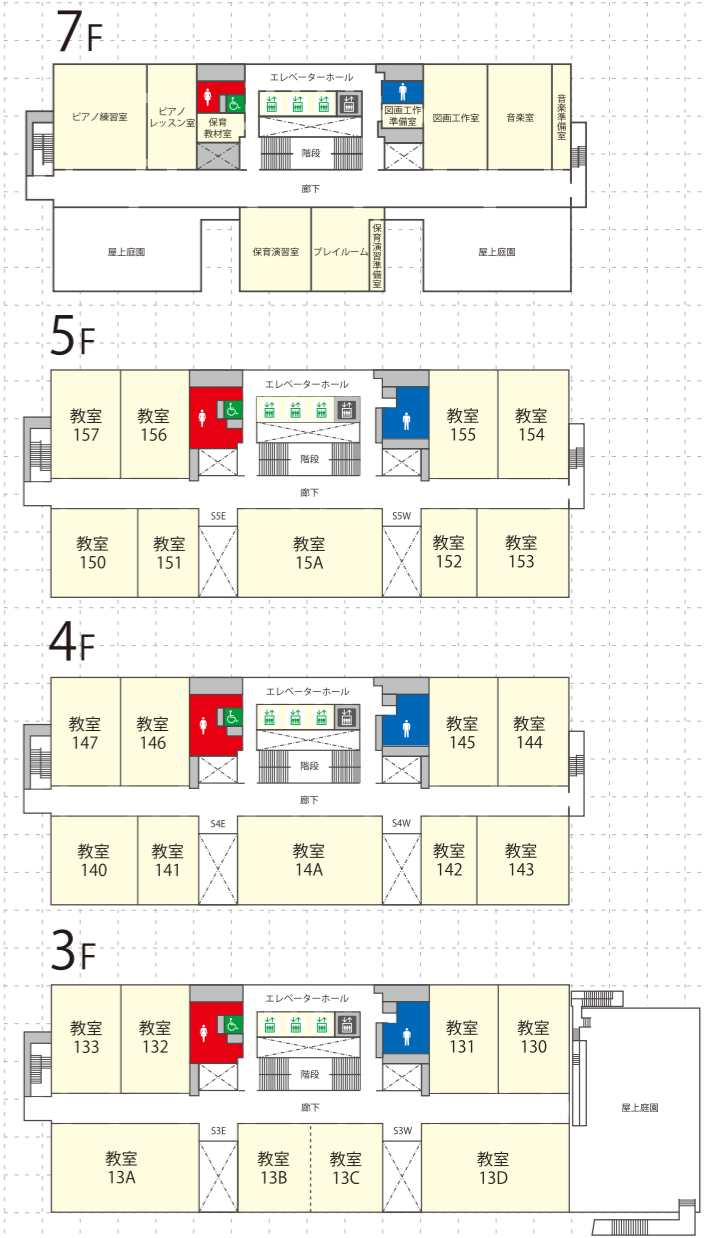 7F
エレベーターホール
ピアノ練習室
ピアノ
レッスン室
保育
教材室
図画工作
準備室
図画工作室
音楽室
音楽準備室
階段
廊下
屋上庭園
保育演習室
プレイルーム
保育演習準備室
屋上庭園
5F
エレベーターホール
教室
157
教室
156
教室
155
教室
154
階段
廊下
S5E
S5W
教室
150
教室
151
教室
15A
教室
152
教室
153
4F
エレベーターホール
教室
147
教室
146
教室
145
教室
144
階段
廊下
S4E
S4W
教室
140
教室
141
教室
14A
教室
142
教室
143
3F
エレベーターホール
教室
133
教室
132
教室
131
教室
130
階段
廊下
屋上庭園
S3E
S3W
教室
13A
教室
13B
教室
13C
教室
13D